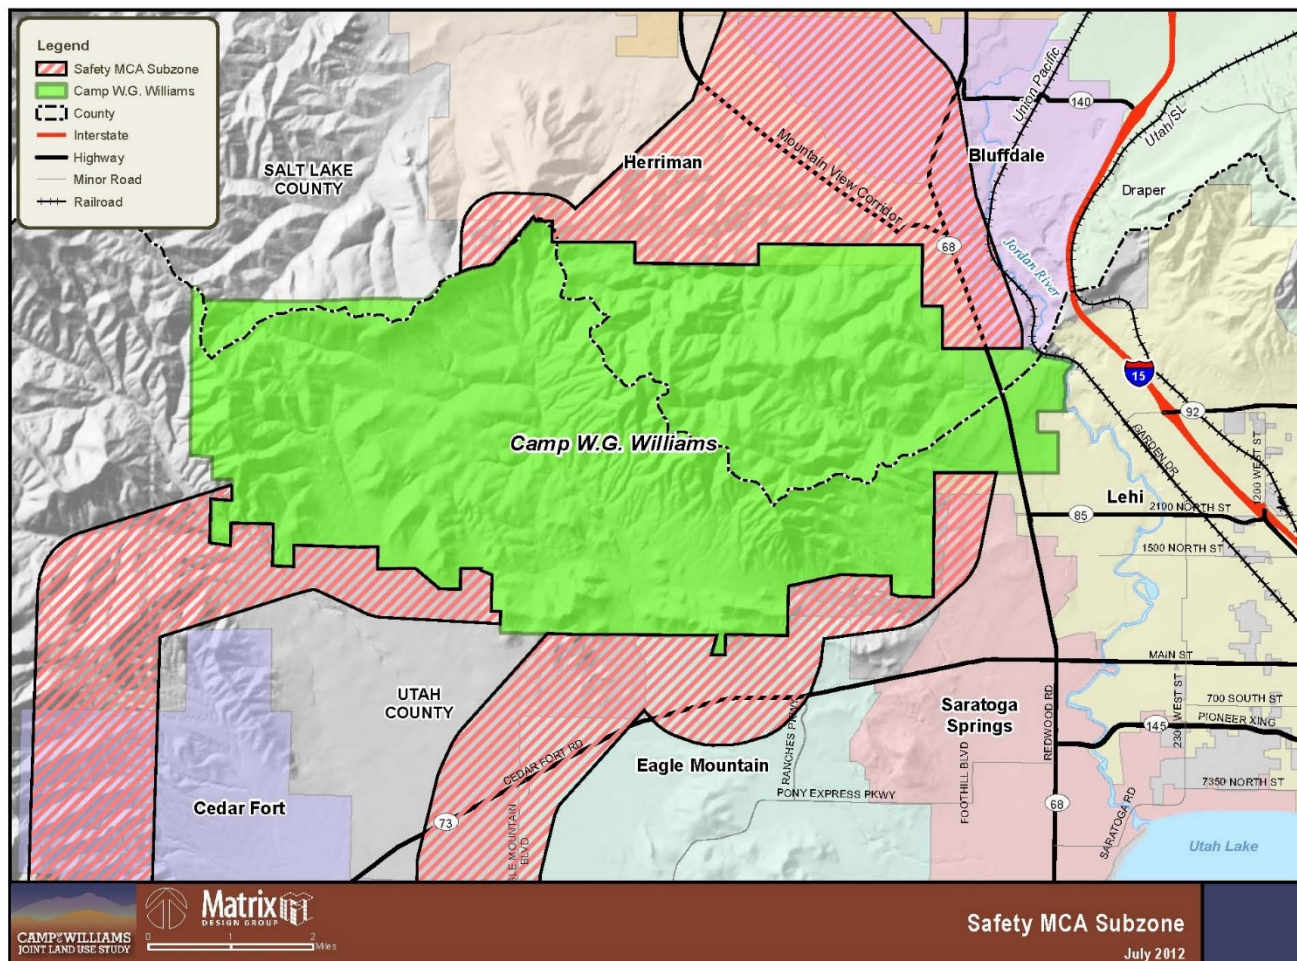 Legend
Safety MCA Subzone
Camp W.G. Williams
County
Interstate
Highway
Minor Road
Railroad
SALT LAKE
COUNTY
Herriman
Mountain View Corridor
68
Bluffdale
Union Pacific
140
Utah/SL
Draper
Jordan River
15
92
Camp W.G. Williams
GARDEN DR
1200 WEST ST
Lehi
85
2100 NORTH ST
1500 NORTH ST
UTAH
COUNTY
MAIN ST
Saratoga
Springs
REDWOOD RD
2300 WEST ST
700 SOUTH ST
PIONEER XING
145
CEDAR FORT RD
Eagle Mountain
RANCHES PKWY
PONY EXPRESS PKWY
FOOTHILL BLVD
7350 NORTH ST
Cedar Fort
73
GLE MOUNTAIN
BLVD
68
SARATOGA RD
Utah Lake
CAMP W.G. WILLIAMS
JOINT LAND USE STUDY
Matrix
DESIGN GROUP
0 1 2
Miles
Safety MCA Subzone
July 2012